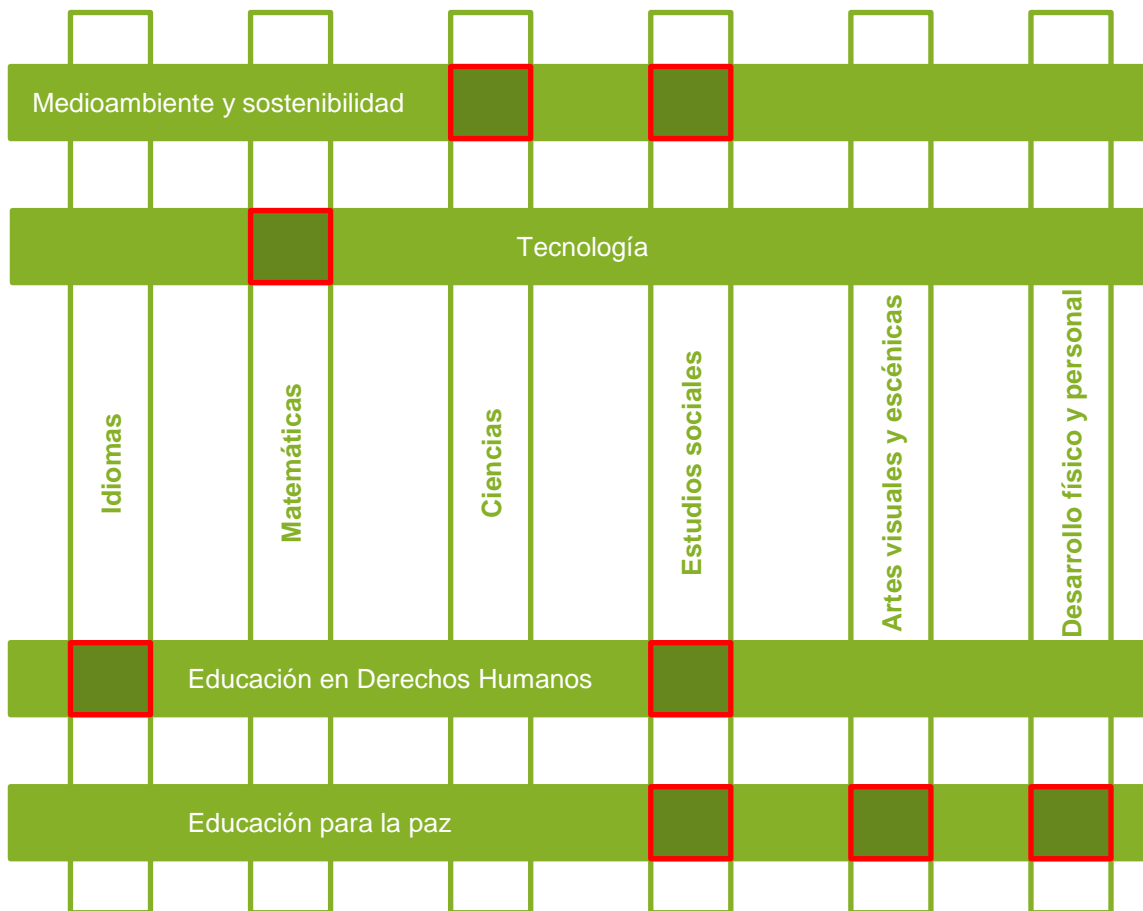 Medioambiente y sostenibilidad
Tecnología
Idiomas
Matemáticas
Ciencias
Estudios sociales
Artes visuales y escénicas
Desarrollo físico y personal
Educación en Derechos Humanos
Educación para la paz